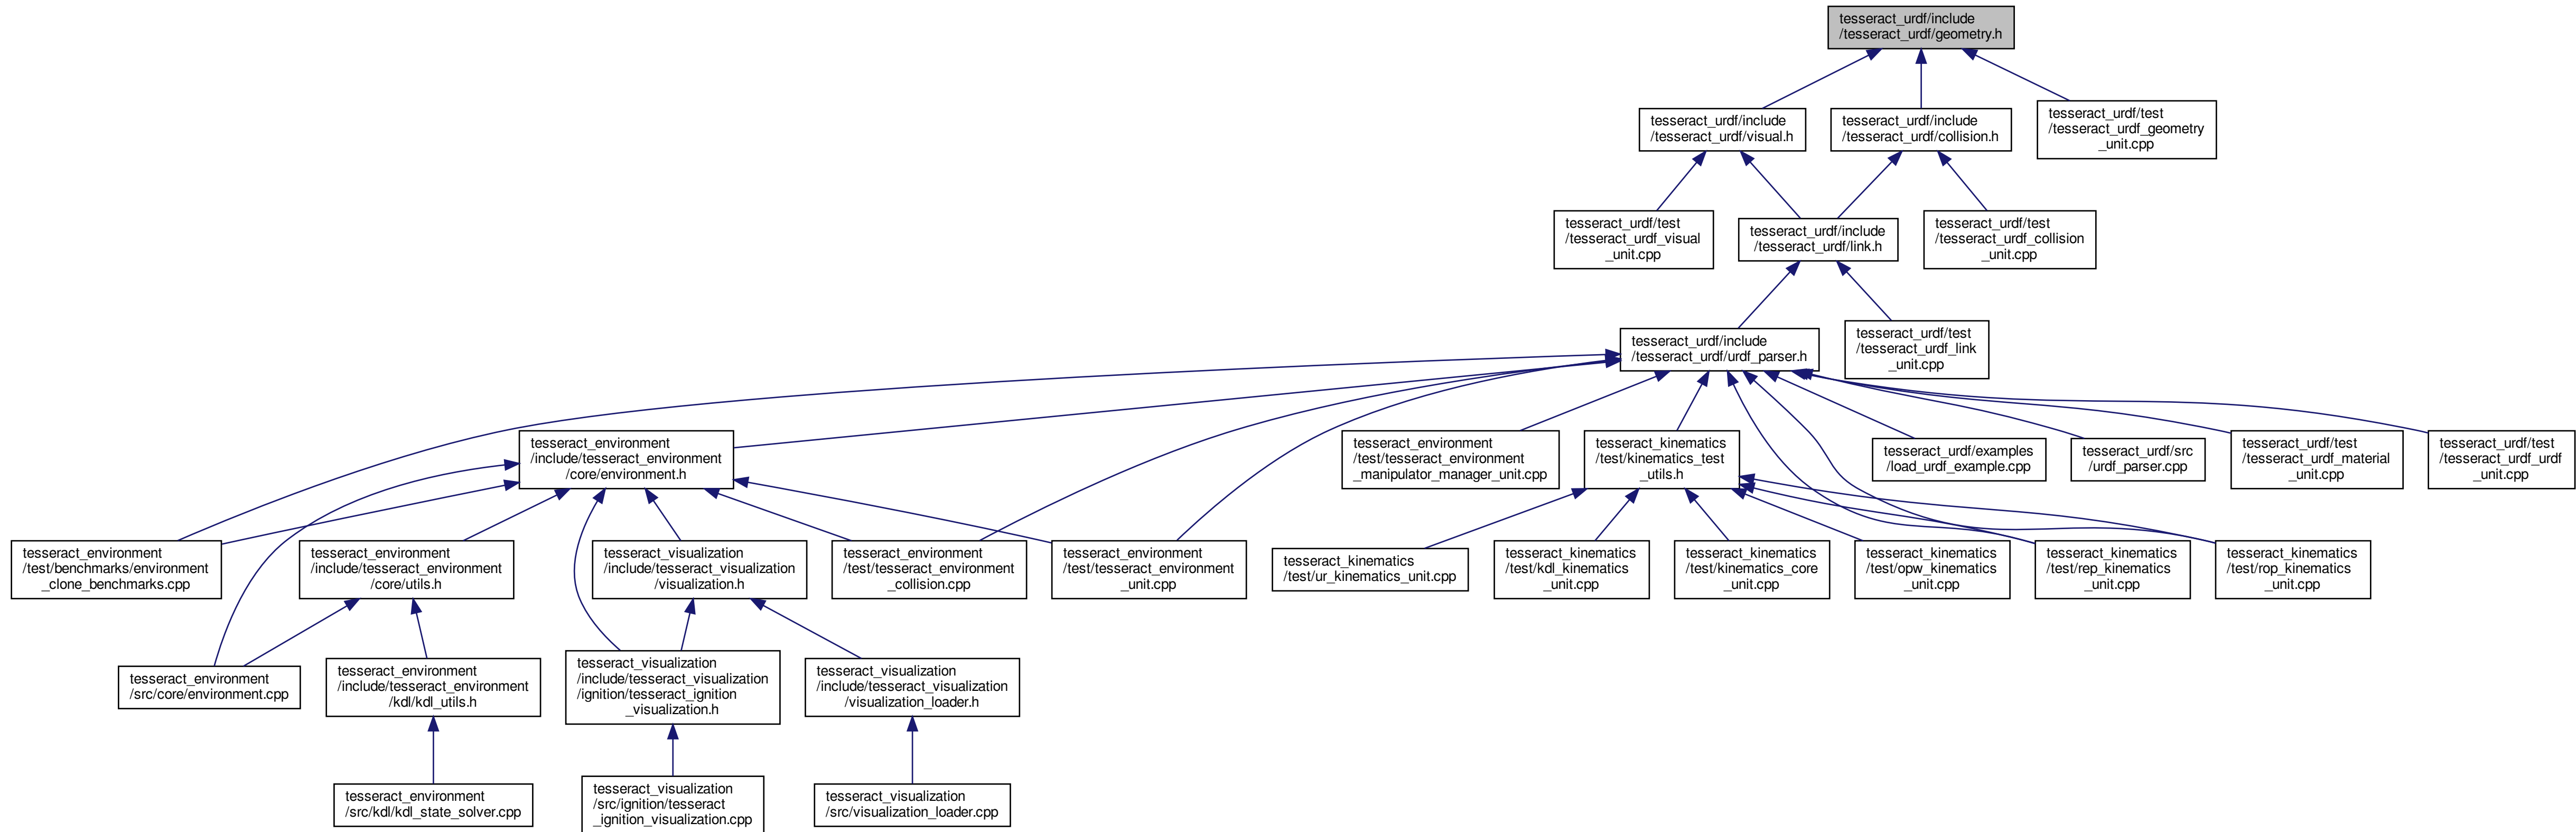 tesseract_urdf/include
/tesseract_urdf/geometry.h
tesseract_urdf/include
/tesseract_urdf/visual.h
tesseract_urdf/include
/tesseract_urdf/collision.h
tesseract_urdf/test
/tesseract_urdf_geometry
_unit.cpp
tesseract_urdf/test
/tesseract_urdf_visual
_unit.cpp
tesseract_urdf/include
/tesseract_urdf/link.h
tesseract_urdf/test
/tesseract_urdf_collision
_unit.cpp
tesseract_urdf/include
/tesseract_urdf/urdf_parser.h
tesseract_urdf/test
/tesseract_urdf_link
_unit.cpp
tesseract_environment
/include/tesseract_environment
/core/environment.h
tesseract_environment
/test/tesseract_environment
_manipulator_manager_unit.cpp
tesseract_kinematics
/test/kinematics_test
_utils.h
tesseract_urdf/examples
/load_urdf_example.cpp
tesseract_urdf/src
/urdf_parser.cpp
tesseract_urdf/test
/tesseract_urdf_material
_unit.cpp
tesseract_urdf/test
/tesseract_urdf_urdf
_unit.cpp
tesseract_environment
/test/benchmarks/environment
_clone_benchmarks.cpp
tesseract_environment
/include/tesseract_environment
/core/utils.h
tesseract_visualization
/include/tesseract_visualization
/visualization.h
tesseract_environment
/test/tesseract_environment
_collision.cpp
tesseract_environment
/test/tesseract_environment
_unit.cpp
tesseract_kinematics
/test/ur_kinematics_unit.cpp
tesseract_kinematics
/test/kdl_kinematics
_unit.cpp
tesseract_kinematics
/test/kinematics_core
_unit.cpp
tesseract_kinematics
/test/opw_kinematics
_unit.cpp
tesseract_kinematics
/test/rep_kinematics
_unit.cpp
tesseract_kinematics
/test/rop_kinematics
_unit.cpp
tesseract_environment
/src/core/environment.cpp
tesseract_environment
/include/tesseract_environment
/kdl/kdl_utils.h
tesseract_visualization
/include/tesseract_visualization
/ignition/tesseract_ignition
_visualization.h
tesseract_visualization
/include/tesseract_visualization
/visualization_loader.h
tesseract_environment
/src/kdl/kdl_state_solver.cpp
tesseract_visualization
/src/ignition/tesseract
_ignition_visualization.cpp
tesseract_visualization
/src/visualization_loader.cpp